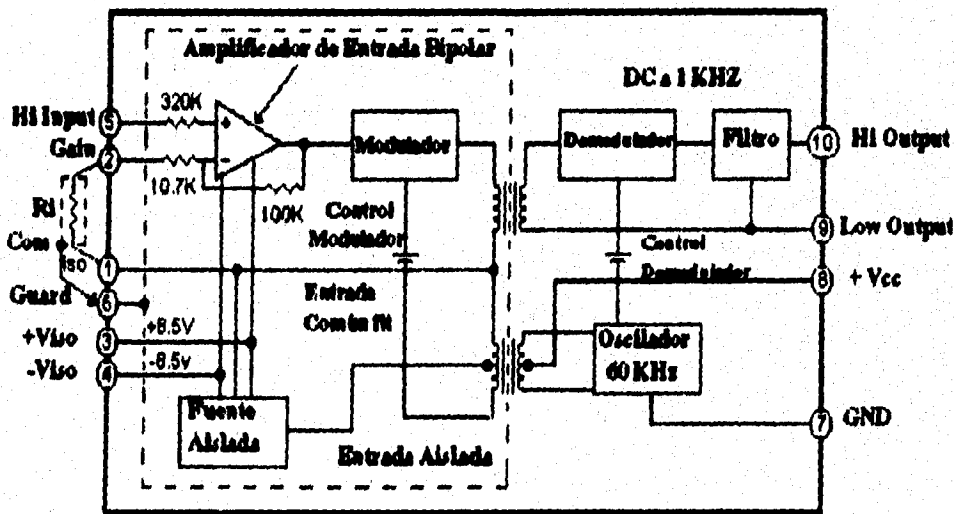 Amplificador de Entrada Bipolar
DC a 1 KHZ
Hi Input
5
320K
+
Modulador
Demodulador
Filtro
10
Hi Output
Gain
2
10.7K
-
100K
Ri
Control
Modulador
Control
Demodulador
9
Low Output
Com
1
8
+ Vcc
Guard
6
Entrada
Común
+Viso
3
+8.5V
-Viso
4
-8.5v
Oscilador
60 KHz
Fuente
Aislada
7
GND
Entrada Aislada